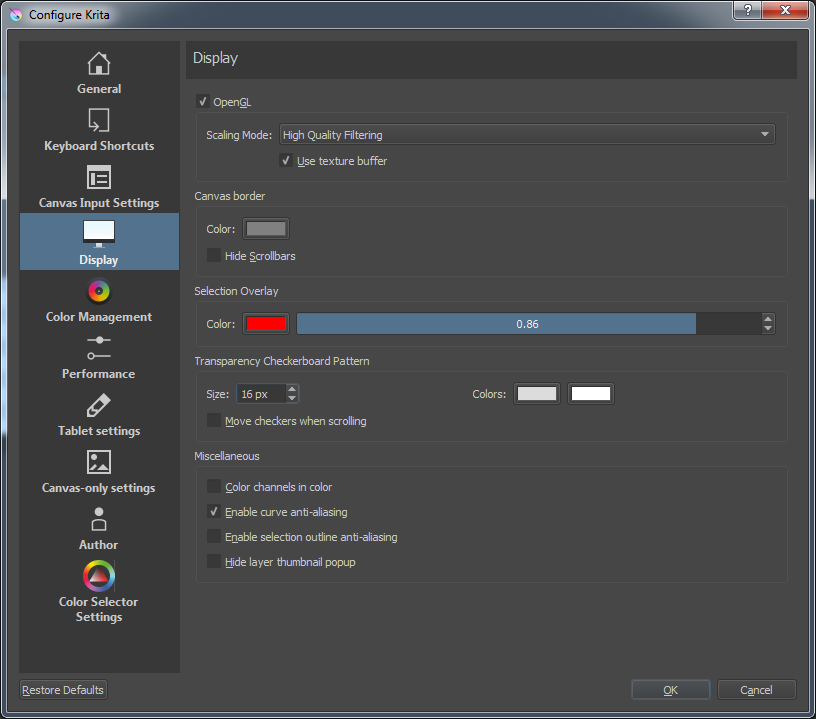 Configure Krita
?
General
Keyboard Shortcuts
Canvas Input Settings
Display
Color Management
Performance
Tablet settings
Canvas-only settings
Author
Color Selector
Settings
Display
OpenGL
Scaling Mode: High Quality Filtering
Use texture buffer
Canvas border
Color:
Hide Scrollbars
Selection Overlay
Color: 0.86
Transparency Checkerboard Pattern
Size: 16 px Colors:
Move checkers when scrolling
Miscellaneous
Color channels in color
Enable curve anti-aliasing
Enable selection outline anti-aliasing
Hide layer thumbnail popup
Restore Defaults OK Cancel